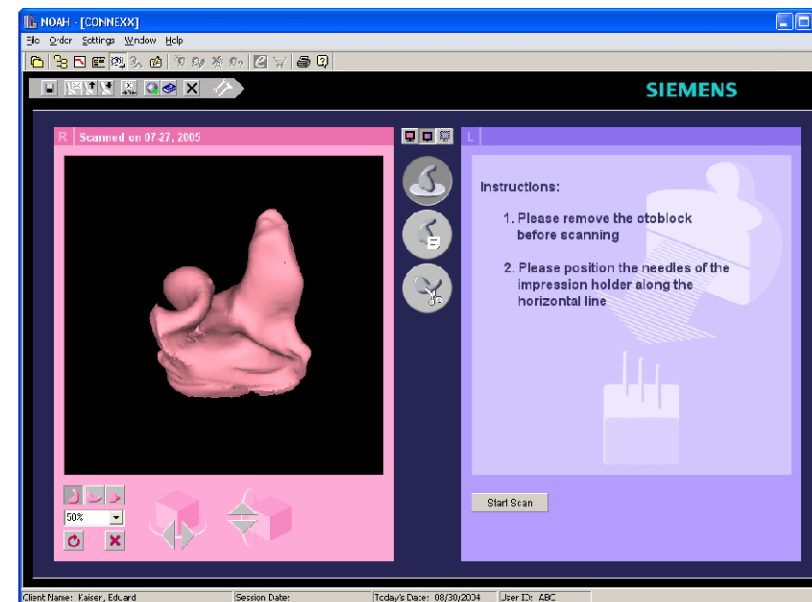 NOAH - [CONNEXX]
File Order Settings Window Help
SIEMENS
R Scanned on 07-27, 2005
L
Instructions:
1. Please remove the otoblock
before scanning
2. Please position the needles of the
impression holder along the
horizontal line
50%
Start Scan
Client Name: Kaiser, Eduard Session Date: Today's Date: 08/30/2004 User ID: ABC